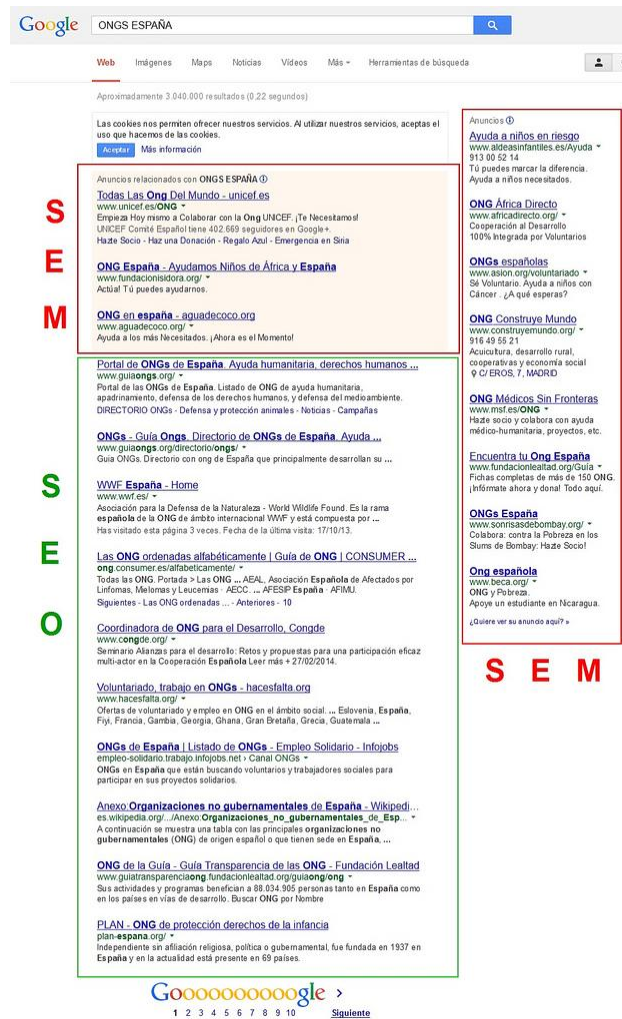 Google
ONGS ESPAÑA
Web Imágenes Maps Noticias Vídeos Más Herramientas de búsqueda
Aproximadamente 3.040.000 resultados (0,22 segundos)
Las cookies nos permiten ofrecer nuestros servicios. Al utilizar nuestros servicios, aceptas el
uso que hacemos de las cookies.
Aceptar Más información
S
E
M
Anuncios relacionados con ONGS ESPAÑA
Todas Las Ong Del Mundo - unicef.es
www.unicef.es/ONG
Empieza Hoy mismo a Colaborar con la Ong UNICEF. ¡Te Necesitamos!
UNICEF Comité Español tiene 402.669 seguidores en Google+.
Hazte Socio - Haz una Donación - Regalo Azul - Emergencia en Siria
ONG España - Ayudamos Niños de África y España
www.fundacionisidora.org/
Actúa! Tú puedes ayudarnos.
ONG en españa - aguadecoco.org
www.aguadecoco.org/
Ayuda a los más Necesitados. ¡Ahora es el Momento!
S
E
O
Portal de ONGs de España. Ayuda humanitaria, derechos humanos ...
www.guiaongs.org/
Portal de las ONGs de España. Listado de ONG de ayuda humanitaria,
apadrinamiento, defensa de los derechos humanos, y defensa del medioambiente.
DIRECTORIO ONGs - Defensa y protección animales - Noticias - Campañas
ONGs - Guía Ongs. Directorio de ONGs de España. Ayuda ...
www.guiaongs.org/directorio/ongs/
Guia ONGs. Directorio con ong de España que principalmente desarrollan su ...
WWF España - Home
www.wwf.es/
Asociación para la Defensa de la Naturaleza - World Wildlife Found. Es la rama
española de la ONG de ámbito internacional WWF y está compuesta por ...
Has visitado esta página 3 veces. Fecha de la última visita: 17/10/13.
Las ONG ordenadas alfabéticamente | Guía de ONG | CONSUMER ...
ong.consumer.es/alfabeticamente/
Todas las ONG. Portada > Las ONG ... AEAL, Asociación Española de Afectados por
Linfomas, Melomas y Leucemias · AECC. ... AFESIP España · AFIMU.
Siguientes - Las ONG ordenadas ... - Anteriores - 10
Coordinadora de ONG para el Desarrollo, Congde
www.congde.org/
Seminario Alianzas para el desarrollo: Retos y propuestas para una participación eficaz
multi-actor en la Cooperación Española Leer más + 27/02/2014.
Voluntariado, trabajo en ONGs - hacesfalta.org
www.hacesfalta.org/
Ofertas de voluntariado y empleo en ONG en el ámbito social. ... Eslovenia, España,
Fiyi, Francia, Gambia, Georgia, Ghana, Gran Bretaña, Grecia, Guatemala ...
ONGs de España | Listado de ONGs - Empleo Solidario - Infojobs
empleo-solidario.trabajo.infojobs.net › Canal ONGs
ONGs en España que están buscando voluntarios y trabajadores sociales para
participar en sus proyectos solidarios.
Anexo:Organizaciones no gubernamentales de España - Wikipedi...
es.wikipedia.org/.../Anexo:Organizaciones_no_gubernamentales_de_Esp...
A continuación se muestra una tabla con las principales organizaciones no
gubernamentales (ONG) de origen español o que tienen sede en España, ...
ONG de la Guía - Guía Transparencia de las ONG - Fundación Lealtad
www.guiatransparenciaong.fundacionlealtad.org/guiaong/ong
Sus actividades y programas benefician a 88.034.905 personas tanto en España como
en los países en vías de desarrollo. Buscar ONG por Nombre
PLAN - ONG de protección derechos de la infancia
plan-espana.org/
Independiente sin afiliación religiosa, política o gubernamental, fue fundada en 1937 en
España y en la actualidad está presente en 69 países.
Anuncios
Ayuda a niños en riesgo
www.aldeasinfantiles.es/Ayuda
913 00 52 14
Tú puedes marcar la diferencia.
Ayuda a niños necesitados.
ONG África Directo
www.africadirecto.org/
Cooperación al Desarrollo
100% Integrada por Voluntarios
ONGs españolas
www.asion.org/voluntariado
Sé Voluntario. Ayuda a niños con
Cáncer . ¿A qué esperas?
ONG Construye Mundo
www.construyemundo.org/
916 49 55 21
Acuicultura, desarrollo rural,
cooperativas y economía social
C/ EROS, 7, MADRID
ONG Médicos Sin Fronteras
www.msf.es/ONG
Hazte socio y colabora con ayuda
médico-humanitaria, proyectos, etc.
Encuentra tu Ong España
www.fundacionlealtad.org/Guía
Fichas completas de más de 150 ONG.
¡Infórmate ahora y dona! Todo aquí.
ONGs España
www.sonrisasdebombay.org/
Colabora: contra la Pobreza en los
Slums de Bombay: Hazte Socio!
Ong española
www.beca.org/
ONG y Pobreza.
Apoye un estudiante en Nicaragua.
¿Quiere ver su anuncio aquí? »
S E M
Goooooooooogle >
1 2 3 4 5 6 7 8 9 10 Siguiente